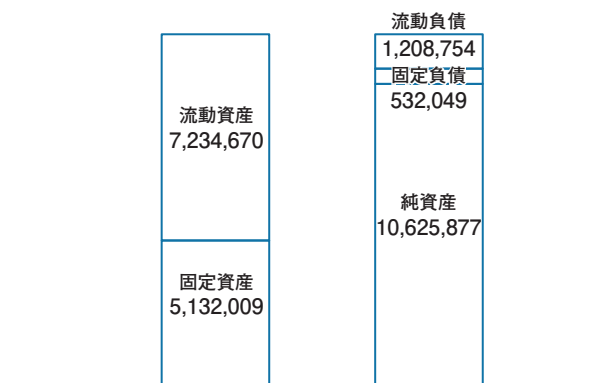 流動資産
7,234,670
固定資産
5,132,009
流動負債
1,208,754
固定負債
532,049
純資産
10,625,877